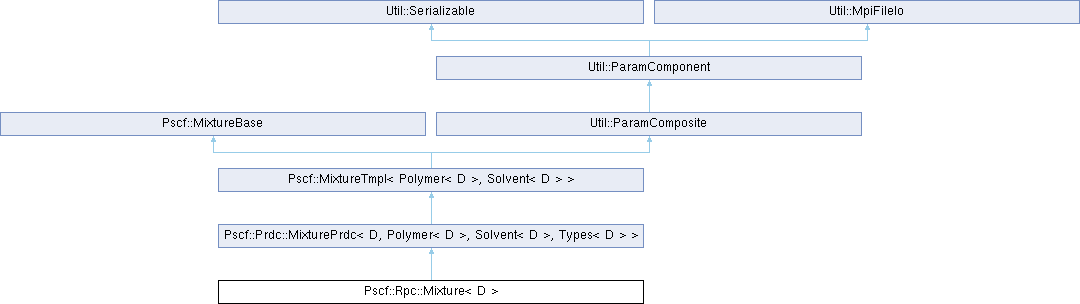 Util::Serializable
Util::MpiFileIo
Util::ParamComponent
Pscf::MixtureBase
Util::ParamComposite
Pscf::MixtureTmpl< Polymer< D >, Solvent< D > >
Pscf::Prdc::MixturePrdc< D, Polymer< D >, Solvent< D >, Types< D > >
Pscf::Rpc::Mixture< D >